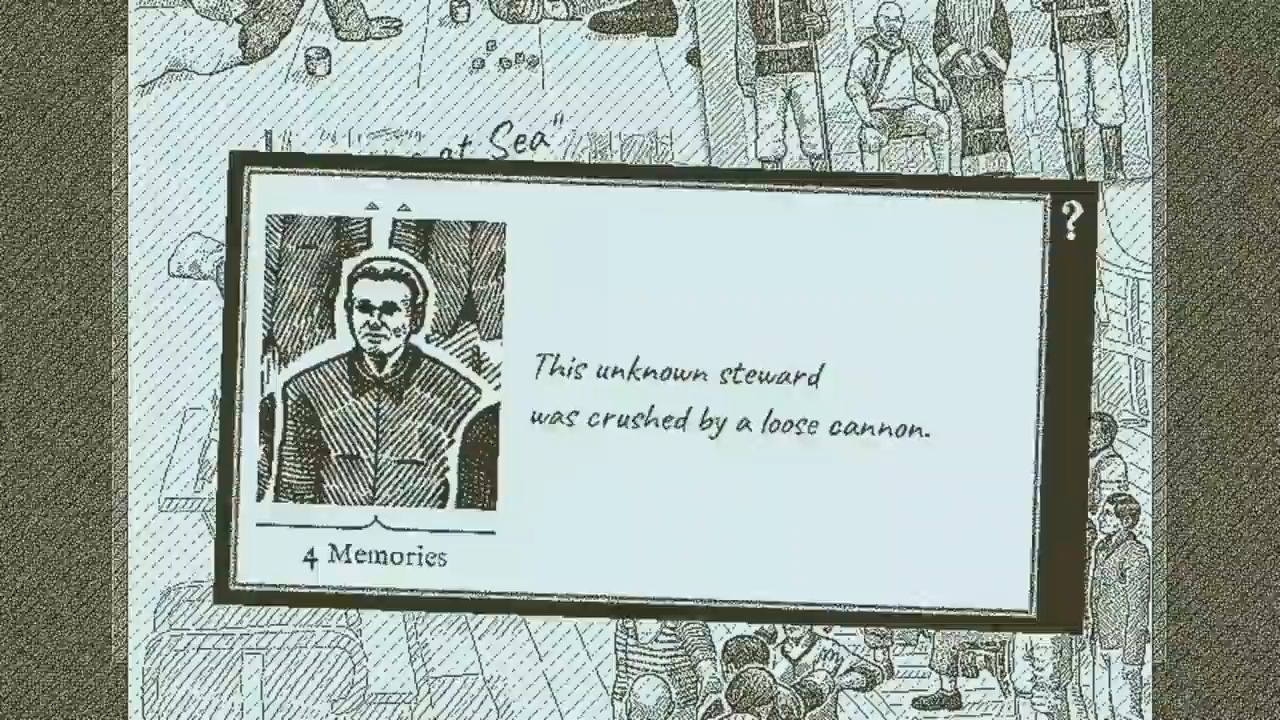 at Sea"
?
This unknown steward
was crushed by a loose cannon.
4 Memories